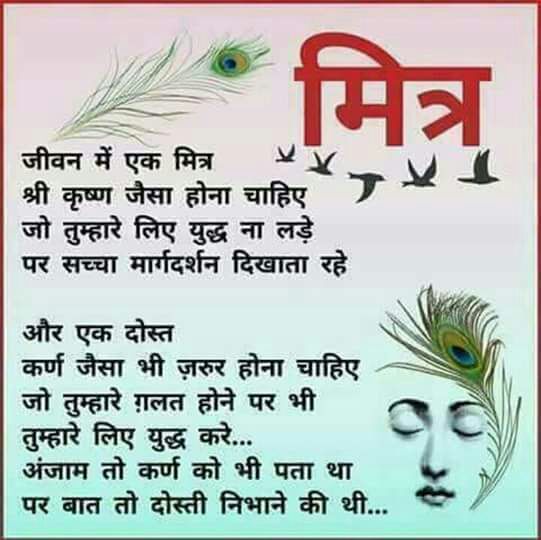 मित्र
जीवन में एक मित्र
श्री कृष्ण जैसा होना चाहिए
जो तुम्हारे लिए युद्ध ना लड़े
पर सच्चा मार्गदर्शन दिखाता रहे
और एक दोस्त
कर्ण जैसा भी ज़रुर होना चाहिए
जो तुम्हारे ग़लत होने पर भी
तुम्हारे लिए युद्ध करे...
अंजाम तो कर्ण को भी पता था
पर बात तो दोस्ती निभाने की थी...